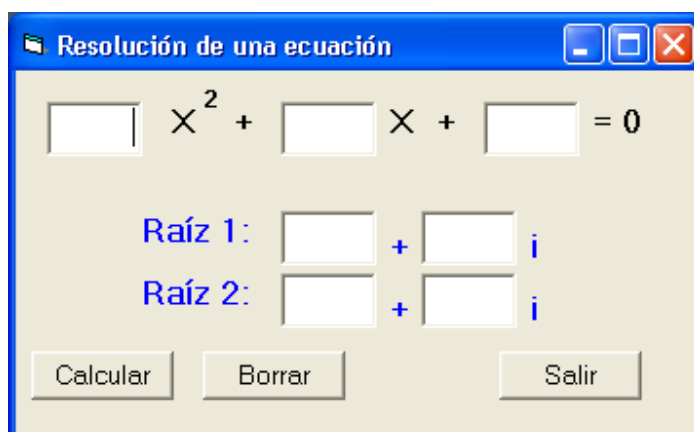 Resolución de una ecuación
X² + X + = 0
Raíz 1: + i
Raíz 2: + i
Calcular Borrar Salir